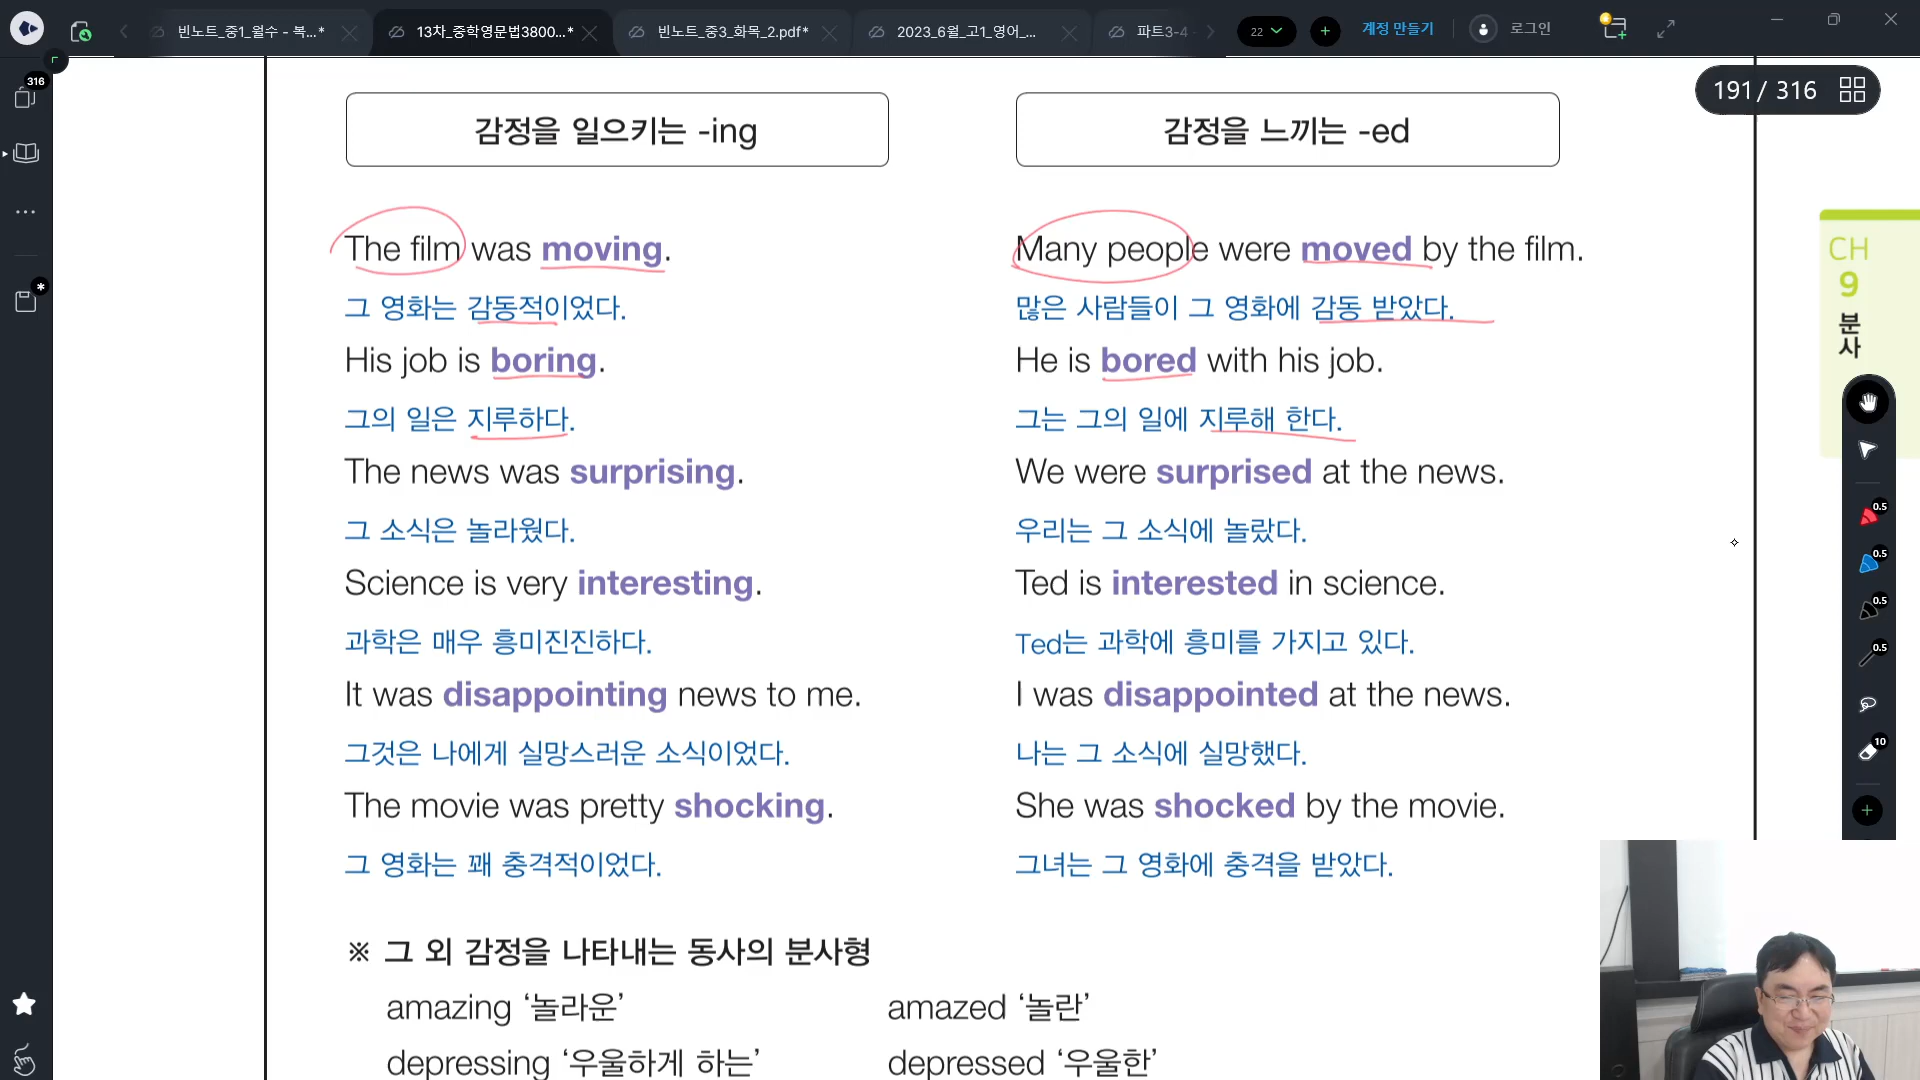 빈노트_중1_월수 - 복...*
13차_중학영문법3800...*
빈노트_중3_화목_2.pdf*
2023_6월_고1_영어_...
파트3-4
22
계정 만들기
로그인
316
191 / 316
감정을 일으키는 -ing
감정을 느끼는 -ed
The film was moving.
Many people were moved by the film.
그 영화는 감동적이었다.
많은 사람들이 그 영화에 감동 받았다.
His job is boring.
He is bored with his job.
그의 일은 지루하다.
그는 그의 일에 지루해 한다.
The news was surprising.
We were surprised at the news.
그 소식은 놀라웠다.
우리는 그 소식에 놀랐다.
Science is very interesting.
Ted is interested in science.
과학은 매우 흥미진진하다.
Ted는 과학에 흥미를 가지고 있다.
It was disappointing news to me.
I was disappointed at the news.
그것은 나에게 실망스러운 소식이었다.
나는 그 소식에 실망했다.
The movie was pretty shocking.
She was shocked by the movie.
그 영화는 꽤 충격적이었다.
그녀는 그 영화에 충격을 받았다.
※ 그 외 감정을 나타내는 동사의 분사형
amazing ‘놀라운’
amazed ‘놀란’
depressing ‘우울하게 하는’
depressed ‘우울한’
CH
9
분사
0.5
0.5
0.5
0.5
10